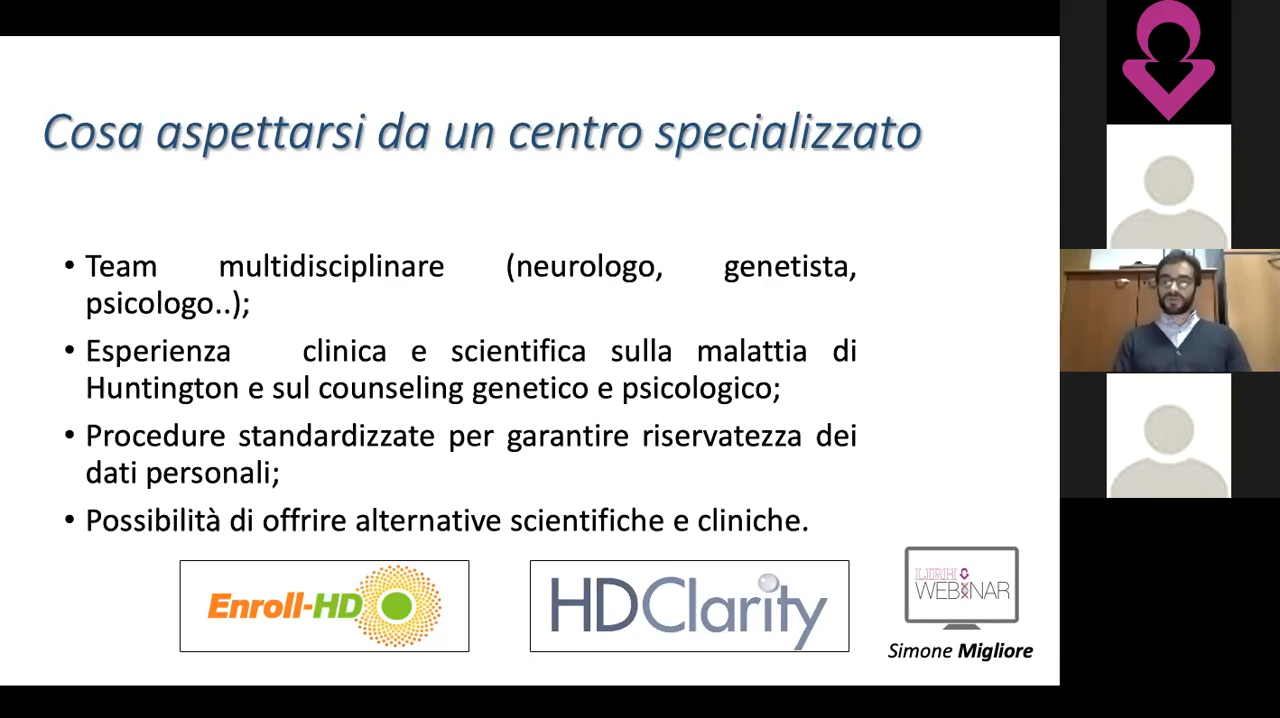 Cosa aspettarsi da un centro specializzato
• Team multidisciplinare (neurologo, genetista,
psicologo..);
• Esperienza clinica e scientifica sulla malattia di
Huntington e sul counseling genetico e psicologico;
• Procedure standardizzate per garantire riservatezza dei
dati personali;
• Possibilità di offrire alternative scientifiche e cliniche.
Enroll-HD
HDClarity
LIRH
WEBINAR
Simone Migliore